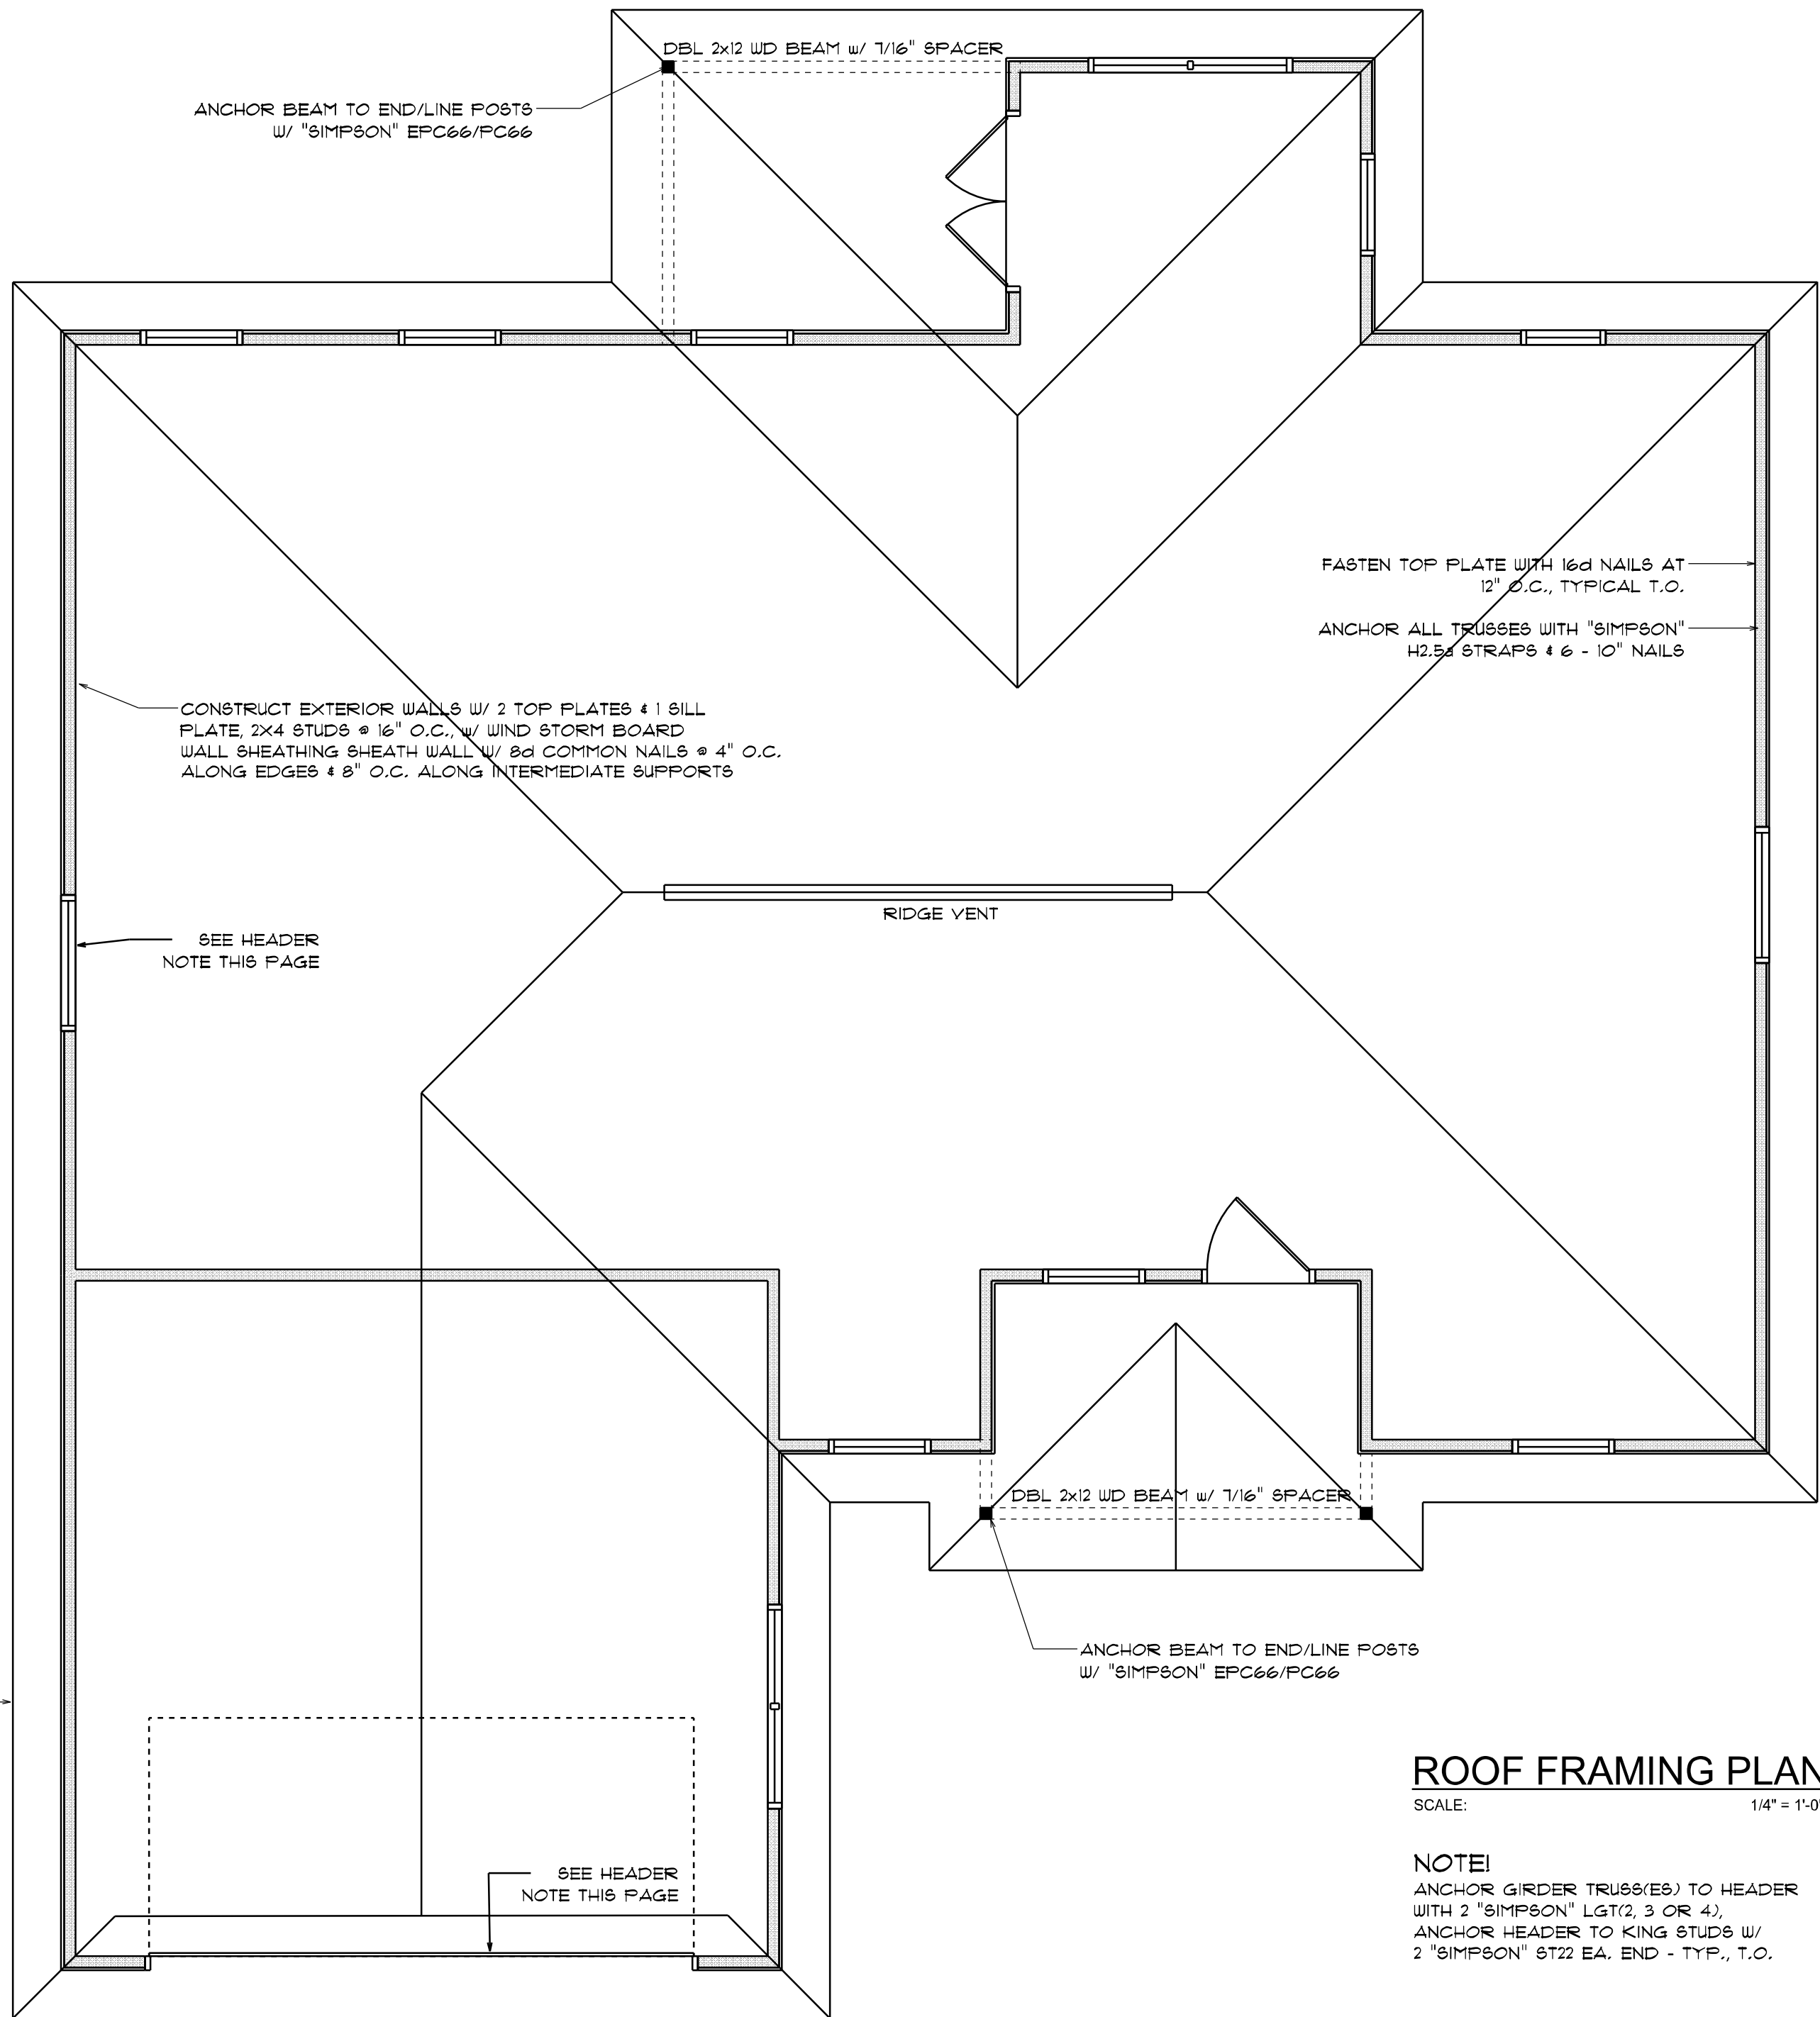 DBL 2x12 WD BEAM w/ 7/16" SPACER
ANCHOR BEAM TO END/LINE POSTS
W/ "SIMPSON" EPC66/PC66
FASTEN TOP PLATE WITH 16d NAILS AT
12" O.C., TYPICAL T.O.
ANCHOR ALL TRUSSES WITH "SIMPSON"
H2.5a STRAPS & 6 - 10" NAILS
CONSTRUCT EXTERIOR WALLS W/ 2 TOP PLATES & 1 SILL
PLATE, 2X4 STUDS @ 16" O.C., w/ WIND STORM BOARD
WALL SHEATHING SHEATH WALL W/ 8d COMMON NAILS @ 4" O.C.
ALONG EDGES & 8" O.C. ALONG INTERMEDIATE SUPPORTS
RIDGE VENT
SEE HEADER
NOTE THIS PAGE
DBL 2x12 WD BEAM w/ 7/16" SPACER
ANCHOR BEAM TO END/LINE POSTS
W/ "SIMPSON" EPC66/PC66
SEE HEADER
NOTE THIS PAGE
ROOF FRAMING PLAN
SCALE: 1/4" = 1'-0"
NOTE!
ANCHOR GIRDER TRUSS(ES) TO HEADER
WITH 2 "SIMPSON" LGT(2, 3 OR 4),
ANCHOR HEADER TO KING STUDS W/
2 "SIMPSON" ST22 EA. END - TYP., T.O.